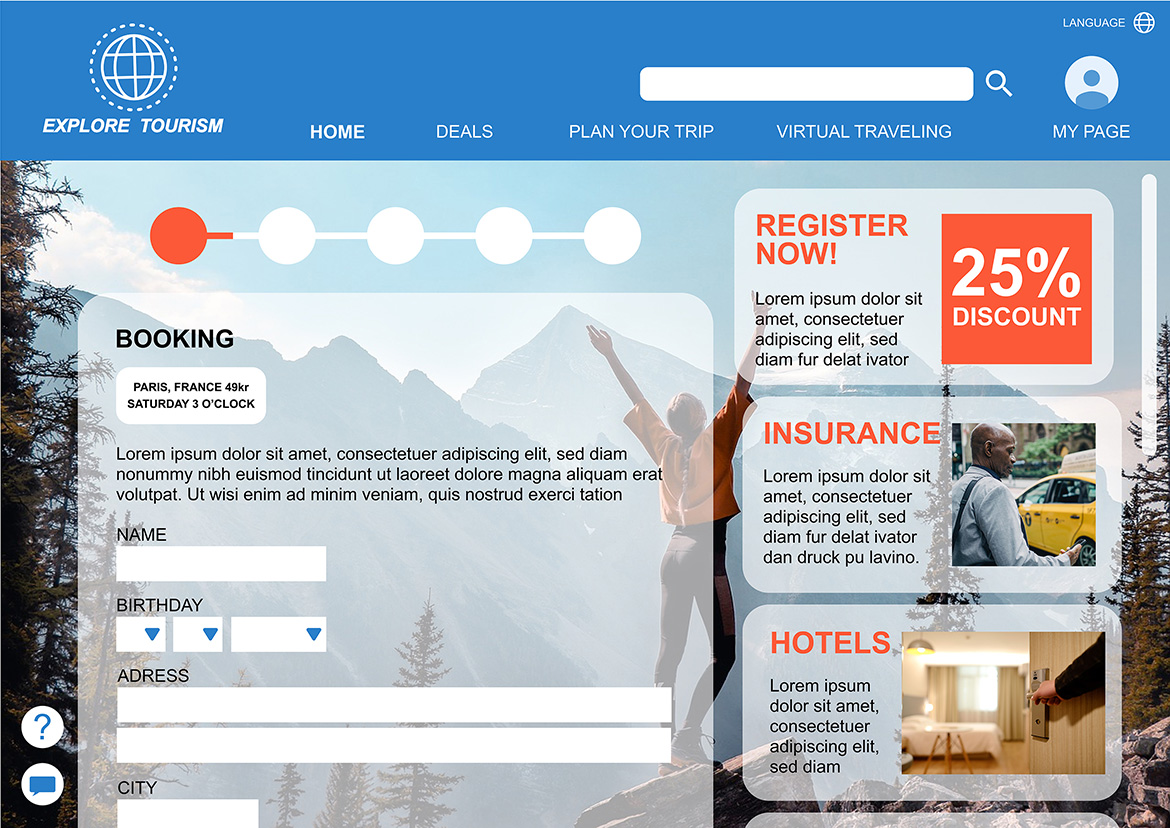 LANGUAGE
EXPLORE TOURISM
HOME
DEALS
PLAN YOUR TRIP
VIRTUAL TRAVELING
MY PAGE
BOOKING
PARIS, FRANCE 49kr
SATURDAY 3 O'CLOCK
Lorem ipsum dolor sit amet, consectetuer adipiscing elit, sed diam
nonummy nibh euismod tincidunt ut laoreet dolore magna aliquam erat
volutpat. Ut wisi enim ad minim veniam, quis nostrud exerci tation
NAME
BIRTHDAY
ADRESS
CITY
?
REGISTER
NOW!
Lorem ipsum dolor sit
amet, consectetuer
adipiscing elit, sed
diam fur delat ivator
25%
DISCOUNT
INSURANCE
Lorem ipsum dolor sit
amet, consectetuer
adipiscing elit, sed
diam fur delat ivator
dan druck pu lavino.
HOTELS
Lorem ipsum
dolor sit amet,
consectetuer
adipiscing elit,
sed diam